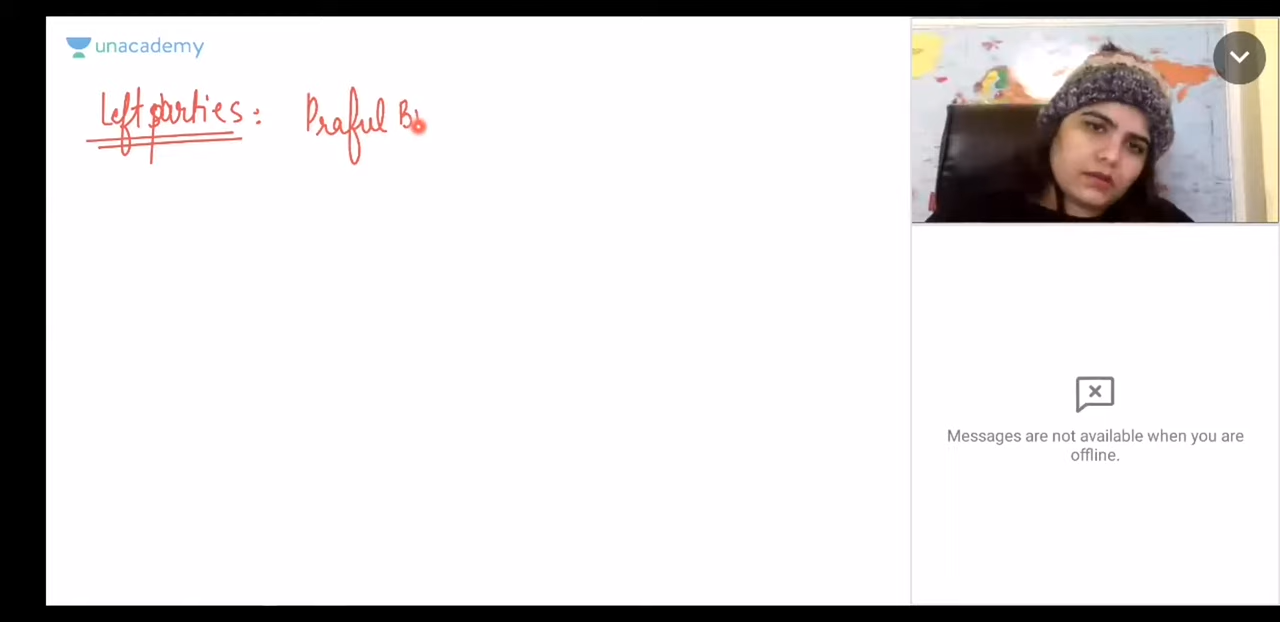 unacademy
Left parties : Praful B
Messages are not available when you are
offline.